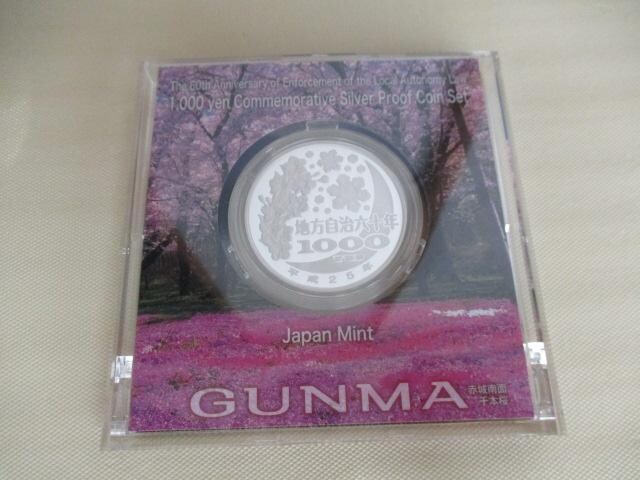 The 60th Anniversary of Enforcement of the Local Autonomy Law
1,000 yen Commemorative Silver Proof Coin Set
地方自治六十年
1000
平成25年
Japan Mint
GUNMA
赤城南面
千本桜